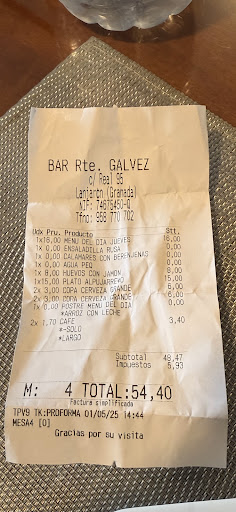 BAR Rte. GALVEZ
c/ Real 95
Lanjarón (Granada)
NIF: 74676450-Q
Tfno: 958 770 702
Udx Pru. Producto Stt.
1x16,00 MENU DEL DIA JUEVES 16,00
1x 0,00 ENSALADILLA RUSA 0,00
1x 0,00 CALAMARES CON BERENJENAS 0,00
1x 0,00 AGUA PEQ 0,00
1x 8,00 HUEVOS CON JAMON 8,00
1x15,00 PLATO ALPUJARREÑO 15,00
2x 3,00 COPA CERVEZA GRANDE 6,00
2x 3,00 COPA CERVEZA GRANDE 6,00
1x 0,00 POSTRE MENU DEL DIA 0,00
*ARROZ CON LECHE
2x 1,70 CAFE 3,40
*-SOLO
*LARGO
Subtotal 48,47
Impuestos 5,93
M: 4 TOTAL:54,40
Factura simplificada
TPV9 TK:PROFORMA 01/05/25 14:44
MESA4 [0]
Gracias por su visita